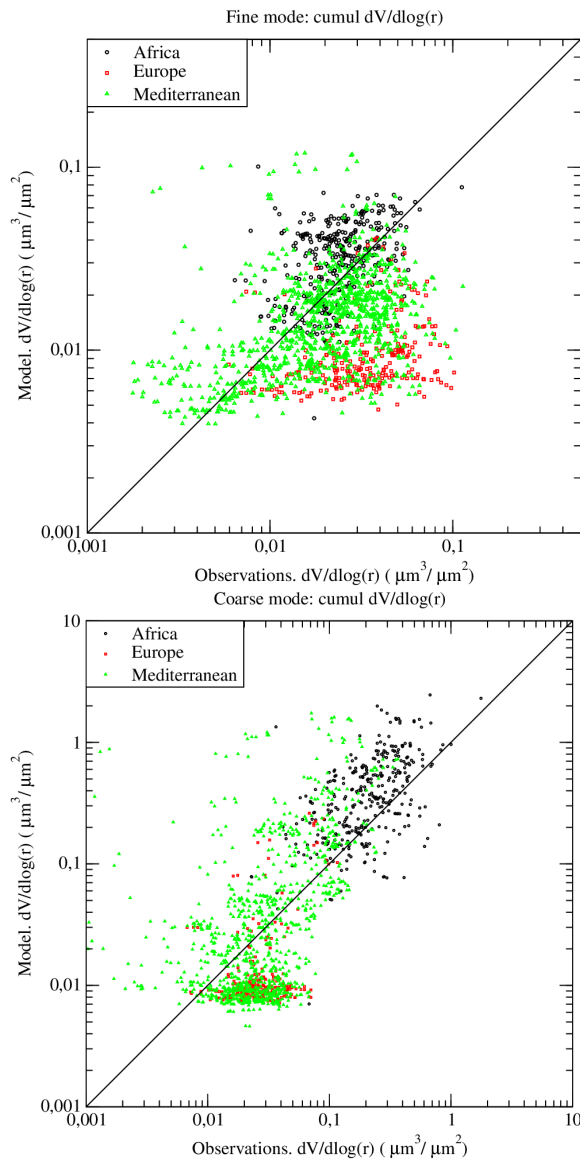 Fine mode: cumul dV/dlog(r)
Africa
Europe
Mediterranean
0,1
0,01
0,001
Model. dV/dlog(r) ( μm³/ μm²)
0,001
0,01
0,1
Observations. dV/dlog(r) ( μm³/ μm²)
Coarse mode: cumul dV/dlog(r)
Africa
Europe
Mediterranean
10
1
0,1
0,01
0,001
Model. dV/dlog(r) ( μm³/ μm²)
0,001
0,01
0,1
1
10
Observations. dV/dlog(r) ( μm³/ μm²)